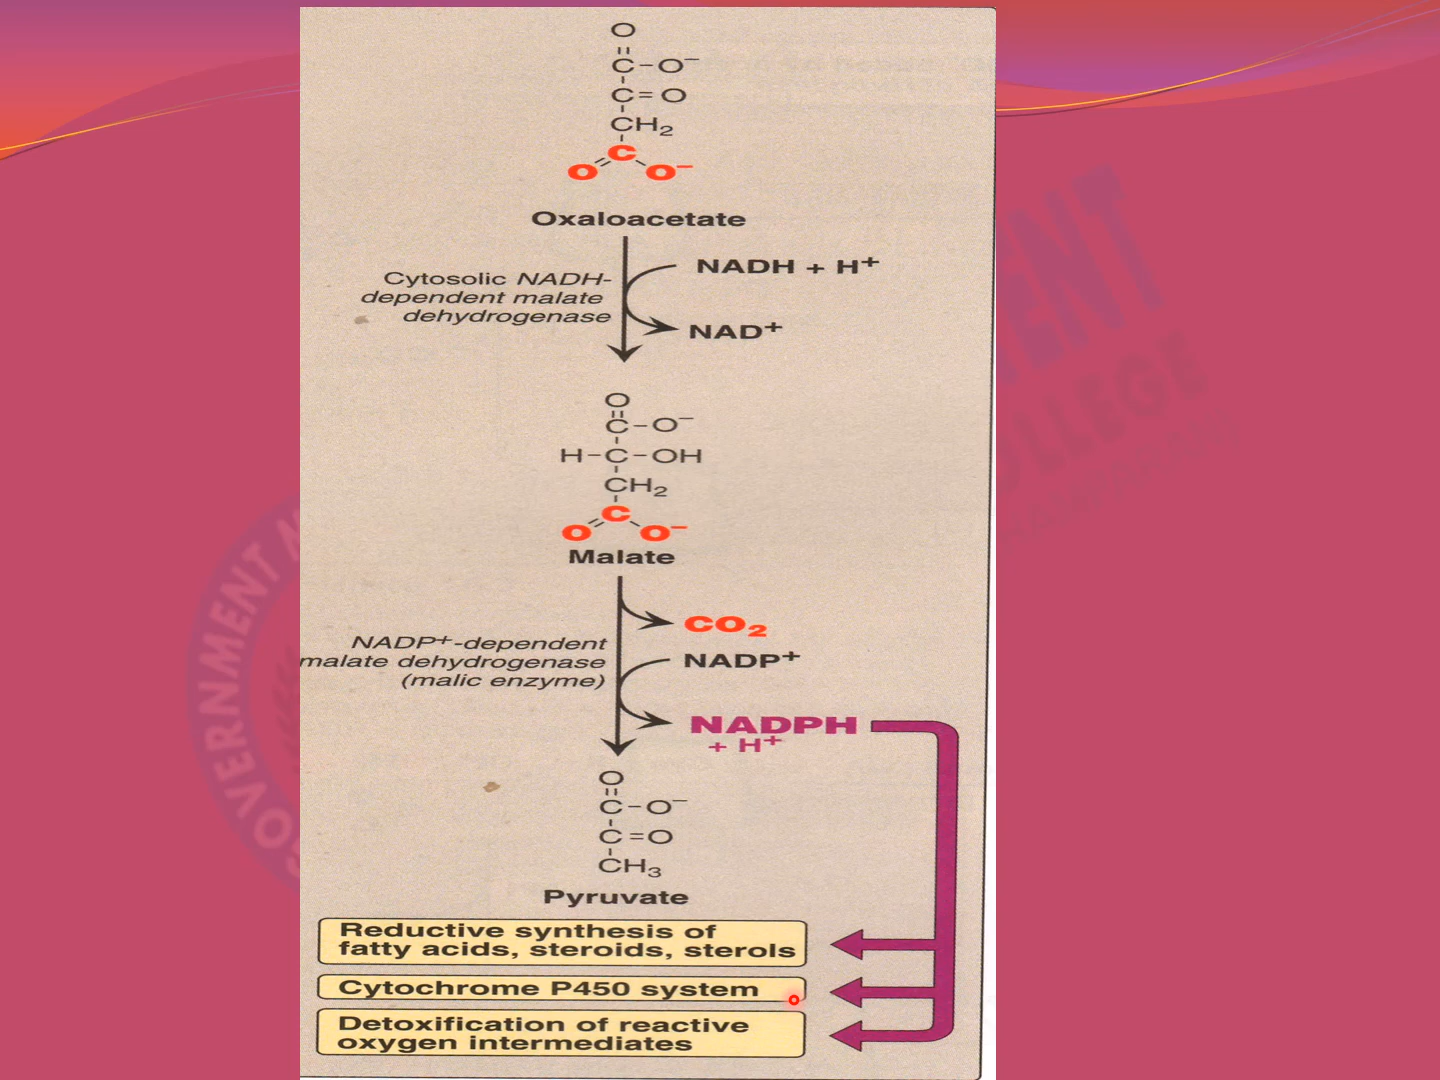 O
C-O⁻
C=O
CH₂
C
O O⁻
Oxaloacetate
Cytosolic NADH-
dependent malate
dehydrogenase
NADH + H⁺
NAD⁺
O
C-O⁻
H-C-OH
CH₂
C
O O⁻
Malate
CO₂
NADP⁺-dependent
malate dehydrogenase
(malic enzyme)
NADP⁺
NADPH
+ H⁺
O
C-O⁻
C=O
CH₃
Pyruvate
Reductive synthesis of
fatty acids, steroids, sterols
Cytochrome P450 system
Detoxification of reactive
oxygen intermediates
GOVERNMENT
COLLEGE